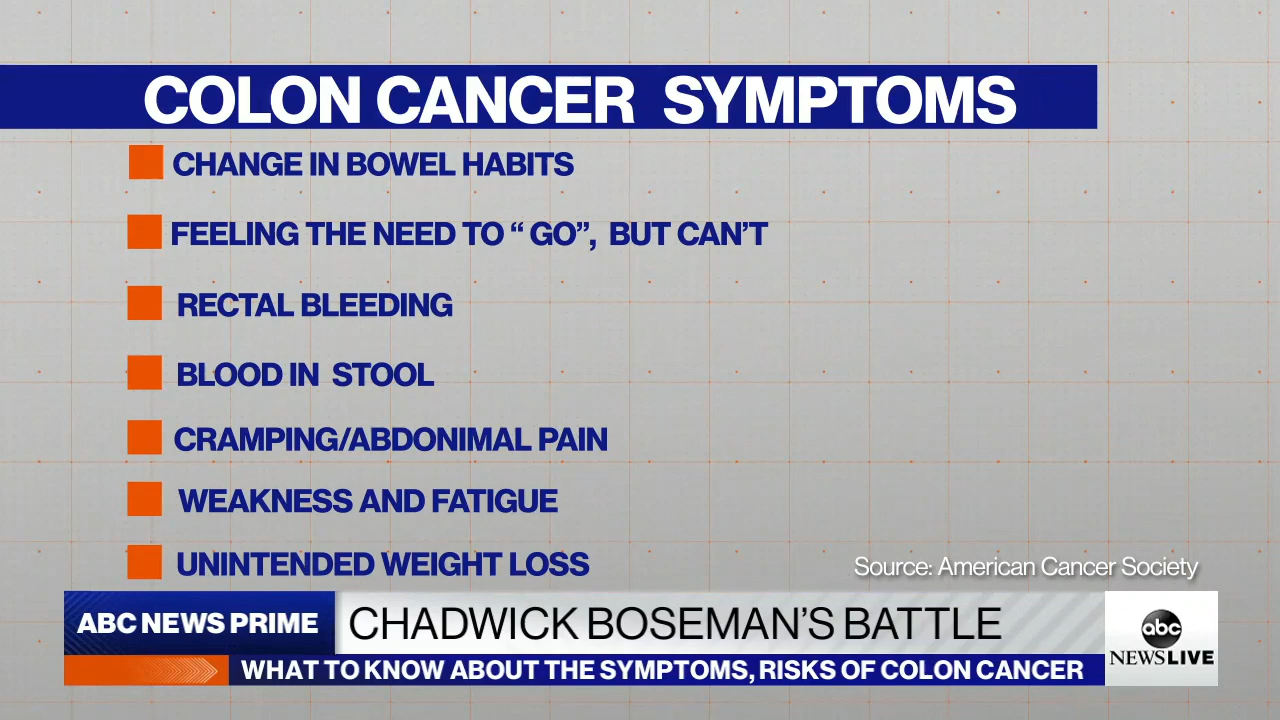 COLON CANCER SYMPTOMS
CHANGE IN BOWEL HABITS
FEELING THE NEED TO “ GO”, BUT CAN’T
RECTAL BLEEDING
BLOOD IN STOOL
CRAMPING/ABDONIMAL PAIN
WEAKNESS AND FATIGUE
UNINTENDED WEIGHT LOSS
Source: American Cancer Society
ABC NEWS PRIME
CHADWICK BOSEMAN’S BATTLE
WHAT TO KNOW ABOUT THE SYMPTOMS, RISKS OF COLON CANCER
abc
NEWSLIVE